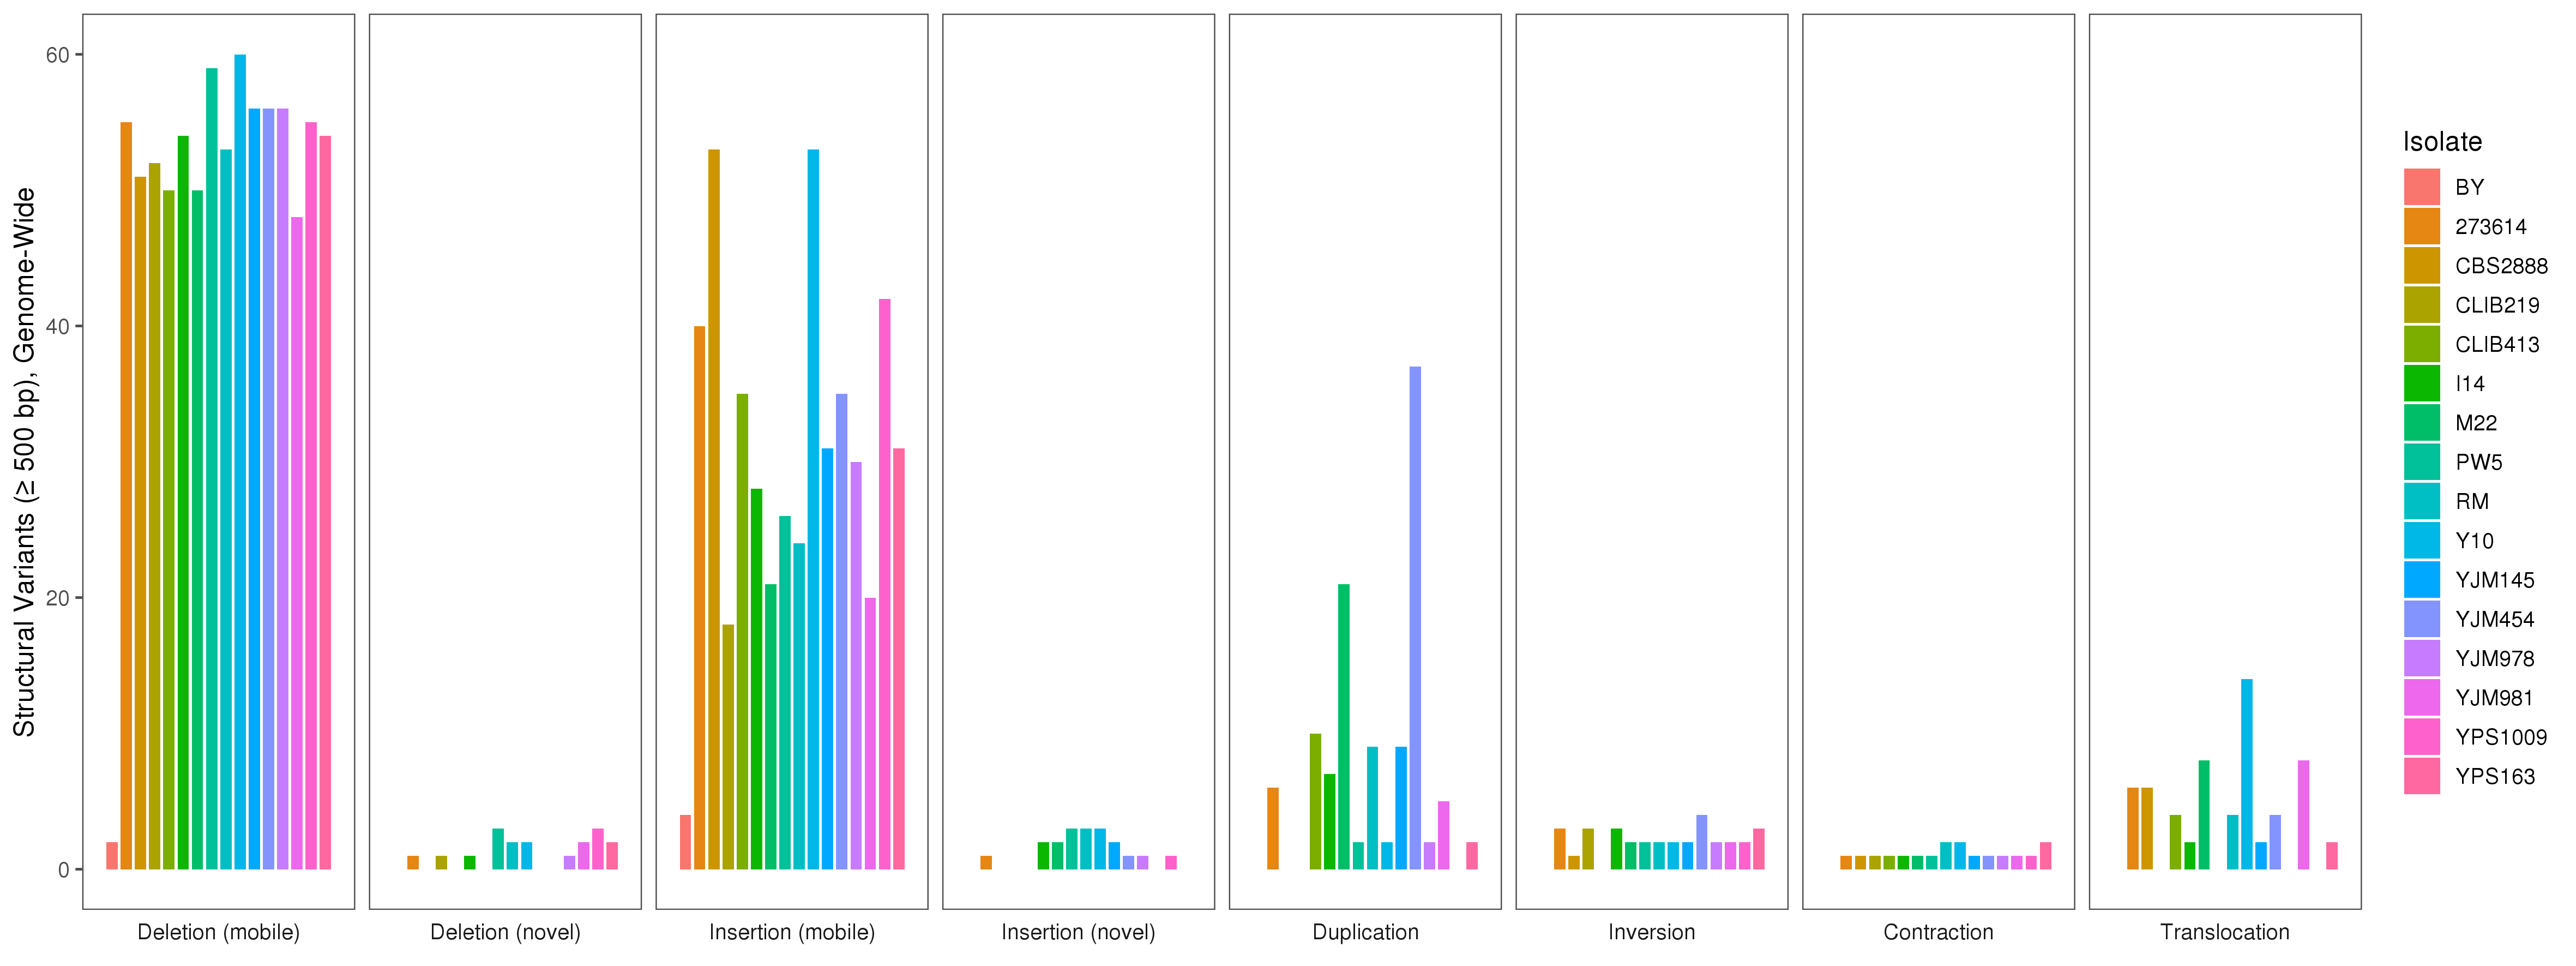 Structural Variants (≥ 500 bp), Genome-Wide
60
40
20
0
Deletion (mobile)
Deletion (novel)
Insertion (mobile)
Insertion (novel)
Duplication
Inversion
Contraction
Translocation
Isolate
BY
273614
CBS2888
CLIB219
CLIB413
I14
M22
PW5
RM
Y10
YJM145
YJM454
YJM978
YJM981
YPS1009
YPS163